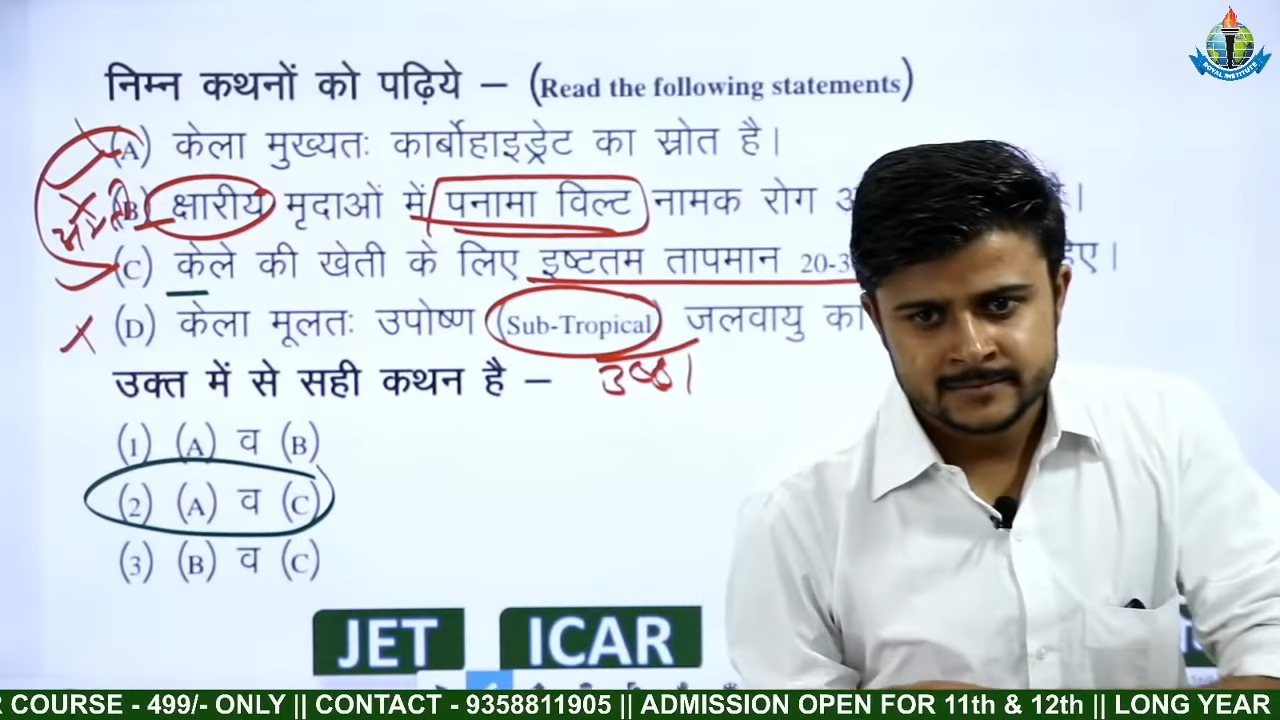 निम्न कथनों को पढ़िये – (Read the following statements)
(A) केला मुख्यतः कार्बोहाइड्रेट का स्रोत है।
(B) क्षारीय मृदाओं में पनामा विल्ट नामक रोग
(C) केले की खेती के लिए इष्टतम तापमान 20-3
(D) केला मूलतः उपोष्ण (Sub-Tropical) जलवायु का
उक्त में से सही कथन है –
उष्ण
(1) (A) व (B)
(2) (A) व (C)
(3) (B) व (C)
JET ICAR
COURSE - 499/- ONLY || CONTACT - 9358811905 || ADMISSION OPEN FOR 11th & 12th || LONG YEAR
ROYAL INSTITUTE